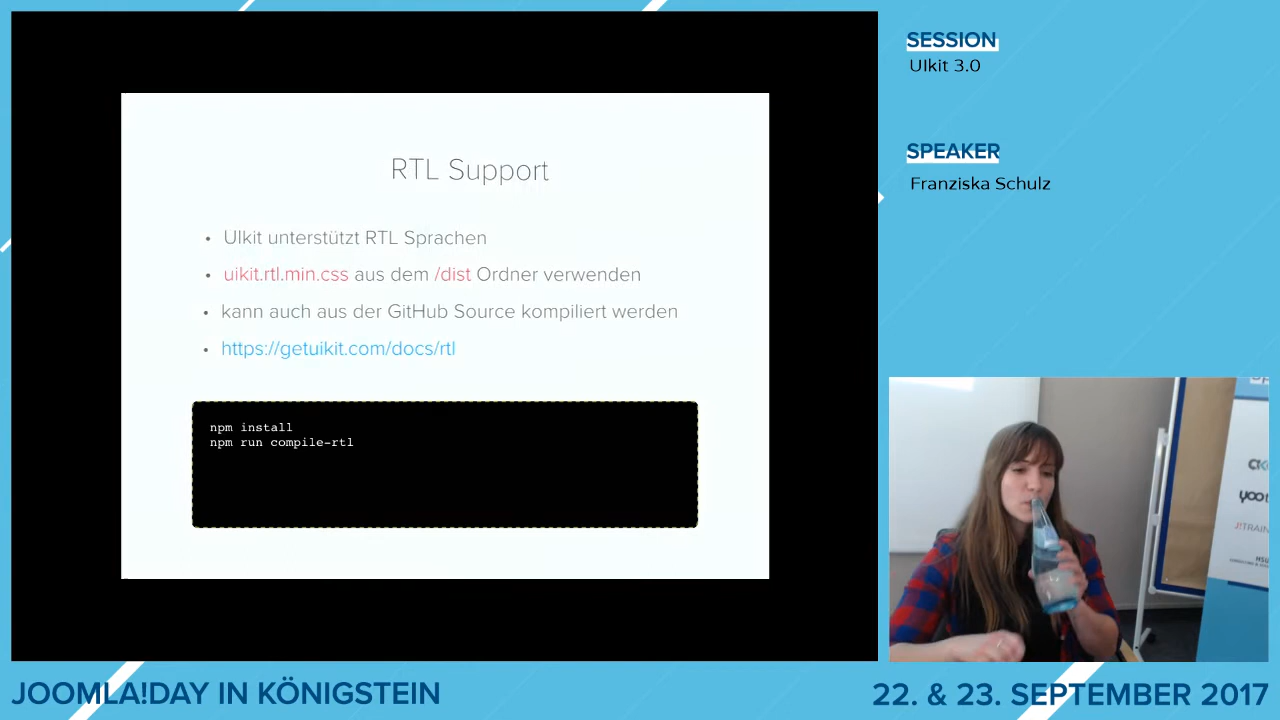 SESSION
UIkit 3.0
SPEAKER
Franziska Schulz
RTL Support
• UIkit unterstützt RTL Sprachen
• uikit.rtl.min.css aus dem /dist Ordner verwenden
• kann auch aus der GitHub Source kompiliert werden
• https://getuikit.com/docs/rtl
npm install
npm run compile-rtl
JOOMLA!DAY IN KÖNIGSTEIN
22. & 23. SEPTEMBER 2017